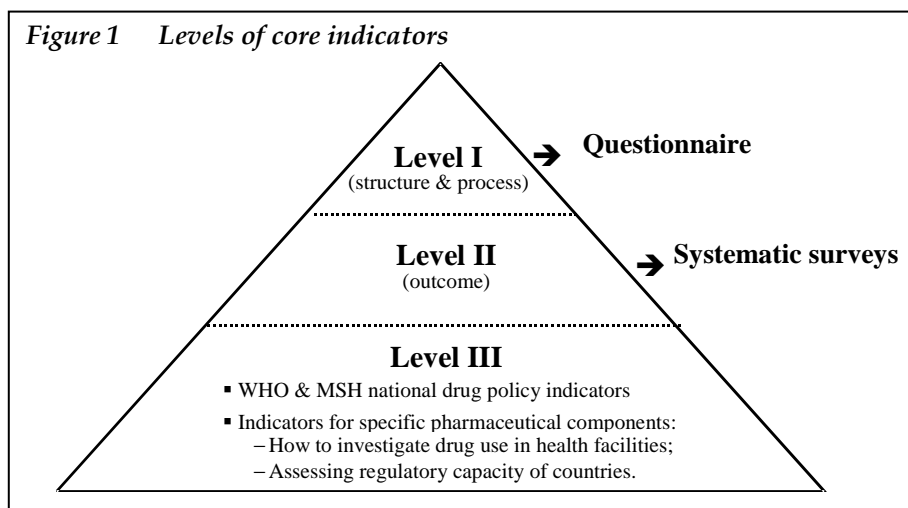 Figure 1 Levels of core indicators
Level I
(structure & process)
➔ Questionnaire
Level II
(outcome)
➔ Systematic surveys
Level III
▪ WHO & MSH national drug policy indicators
▪ Indicators for specific pharmaceutical components:
– How to investigate drug use in health facilities;
– Assessing regulatory capacity of countries.